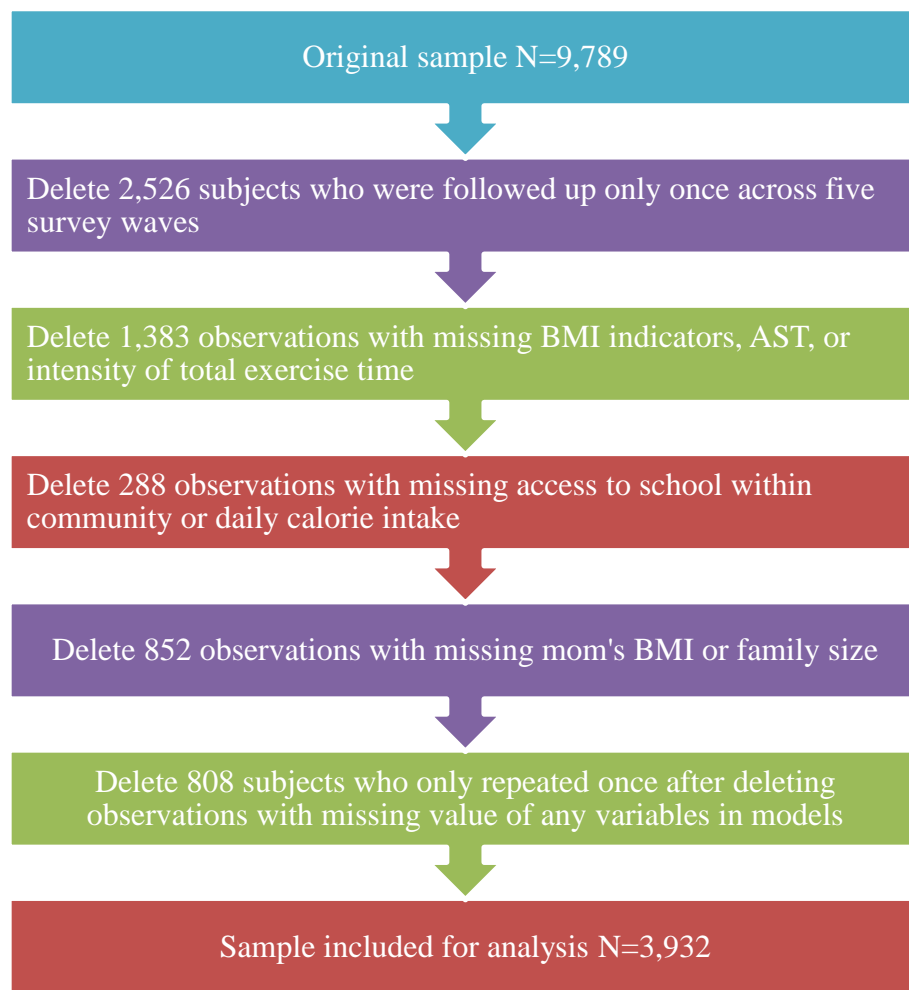 Original sample N=9,789
Delete 2,526 subjects who were followed up only once across five
survey waves
Delete 1,383 observations with missing BMI indicators, AST, or
intensity of total exercise time
Delete 288 observations with missing access to school within
community or daily calorie intake
Delete 852 observations with missing mom's BMI or family size
Delete 808 subjects who only repeated once after deleting
observations with missing value of any variables in models
Sample included for analysis N=3,932